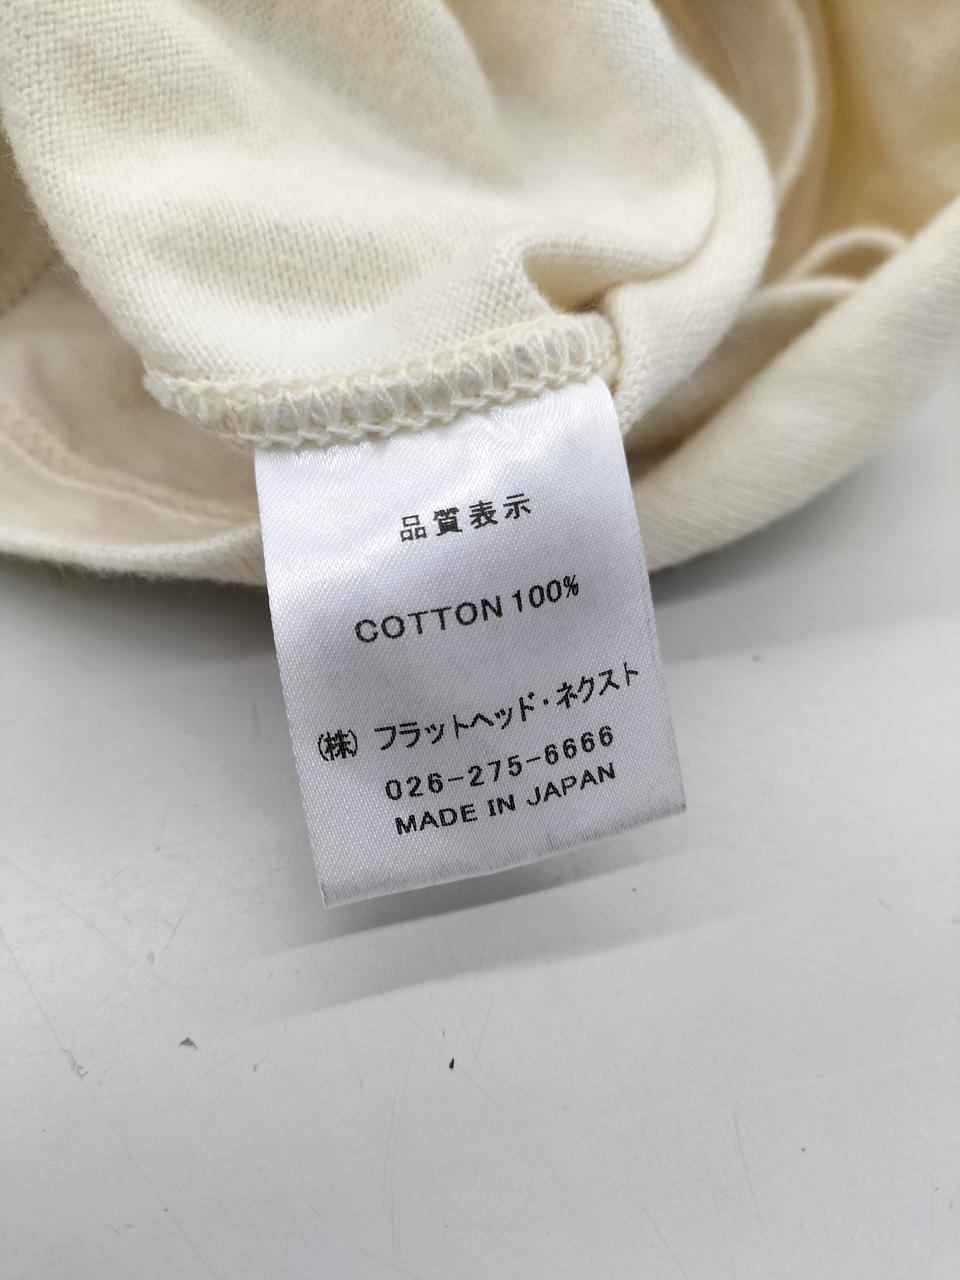 品質表示
COTTON 100%
(株) フラットヘッド・ネクスト
026-275-6666
MADE IN JAPAN